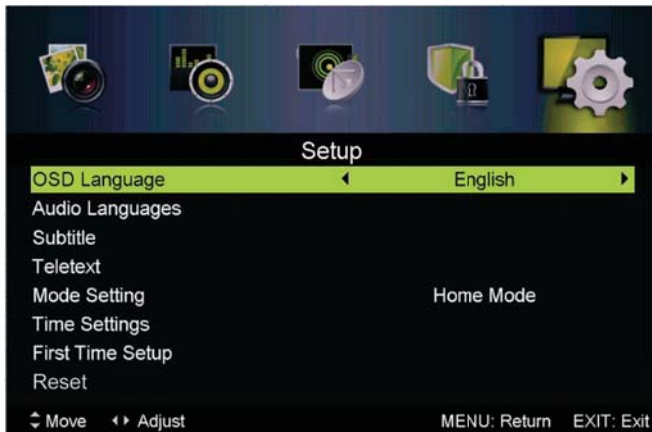 Setup
OSD Language English
Audio Languages
Subtitle
Teletext
Mode Setting Home Mode
Time Settings
First Time Setup
Reset
Move Adjust MENU: Return EXIT: Exit